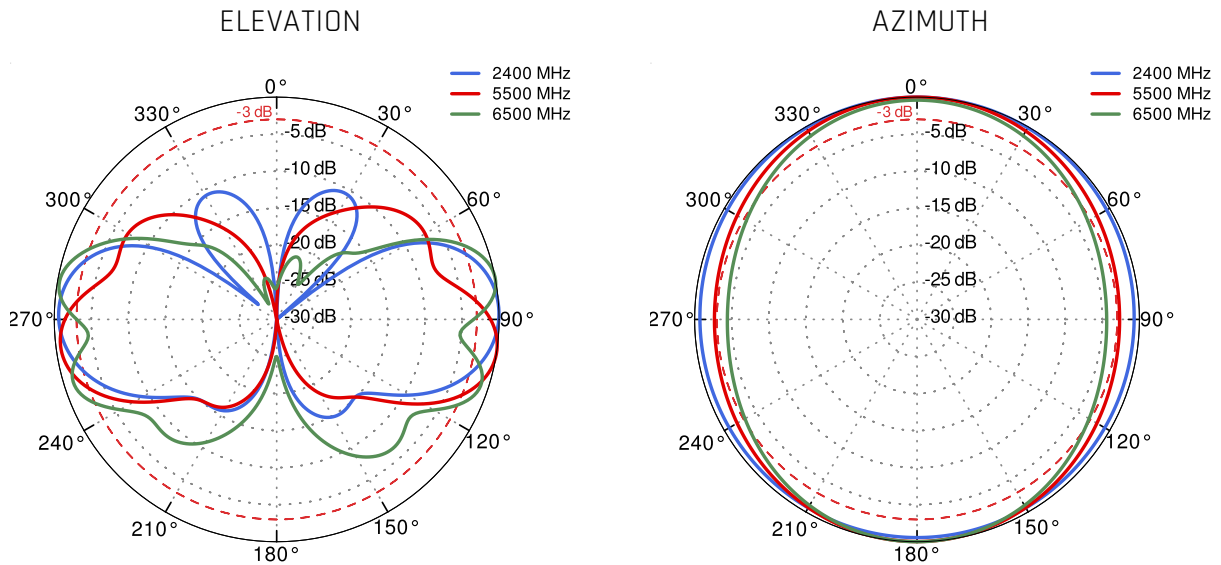 ELEVATION
2400 MHz
5500 MHz
6500 MHz
0°
-3 dB
330°
30°
-5 dB
-10 dB
300°
60°
-15 dB
-20 dB
-25 dB
270°
-30 dB
90°
240°
120°
210°
150°
180°
AZIMUTH
2400 MHz
5500 MHz
6500 MHz
0°
-3 dB
330°
30°
-5 dB
-10 dB
300°
60°
-15 dB
-20 dB
-25 dB
270°
-30 dB
90°
240°
120°
210°
150°
180°